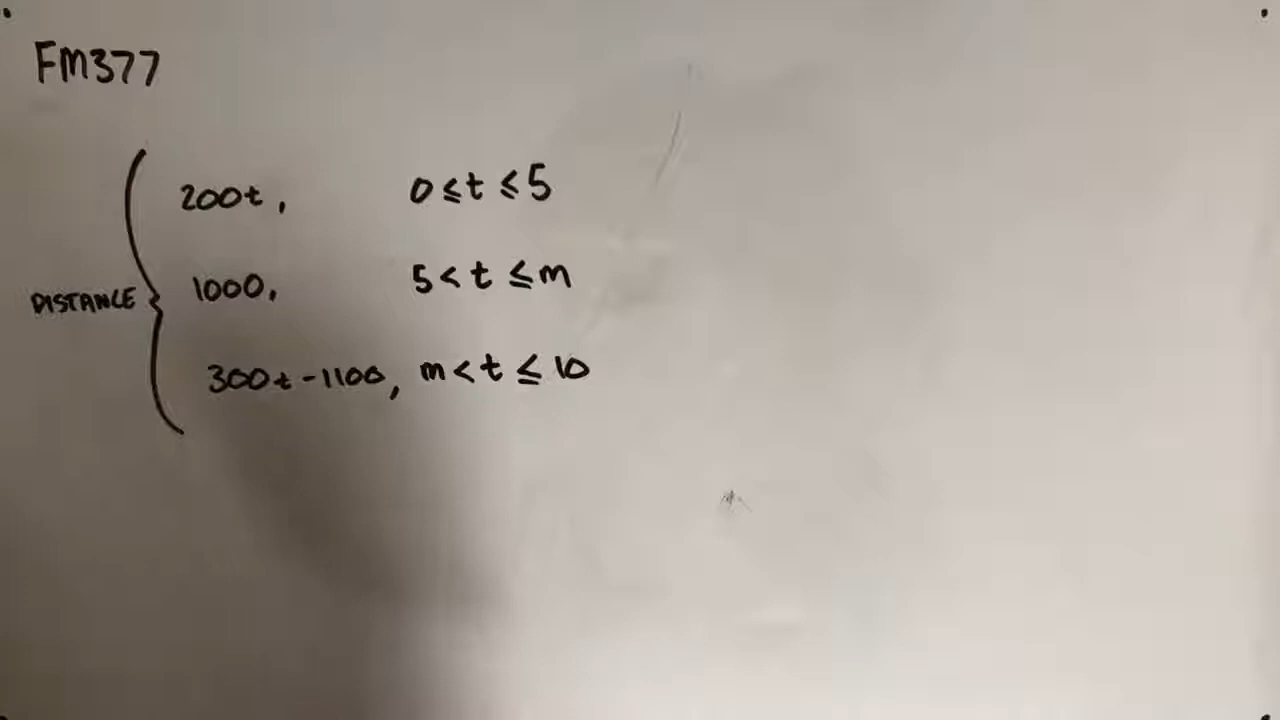 FM377
200t, 0≤t≤5
1000, 5<t≤m
DISTANCE
300t-1100, m<t≤10